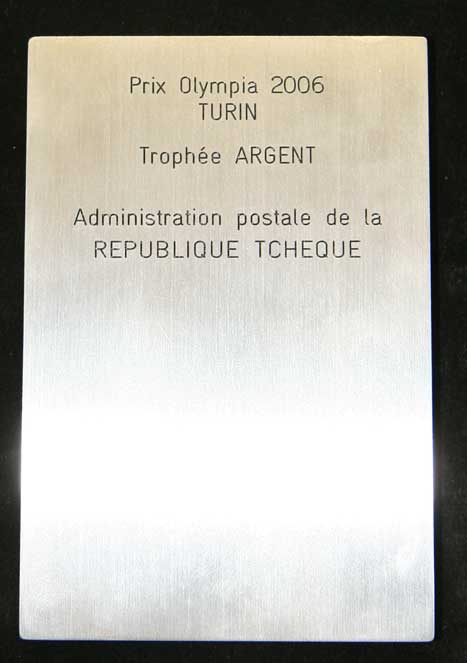 Prix Olympia 2006
TURIN
Trophée ARGENT
Administration postale de la
REPUBLIQUE TCHEQUE